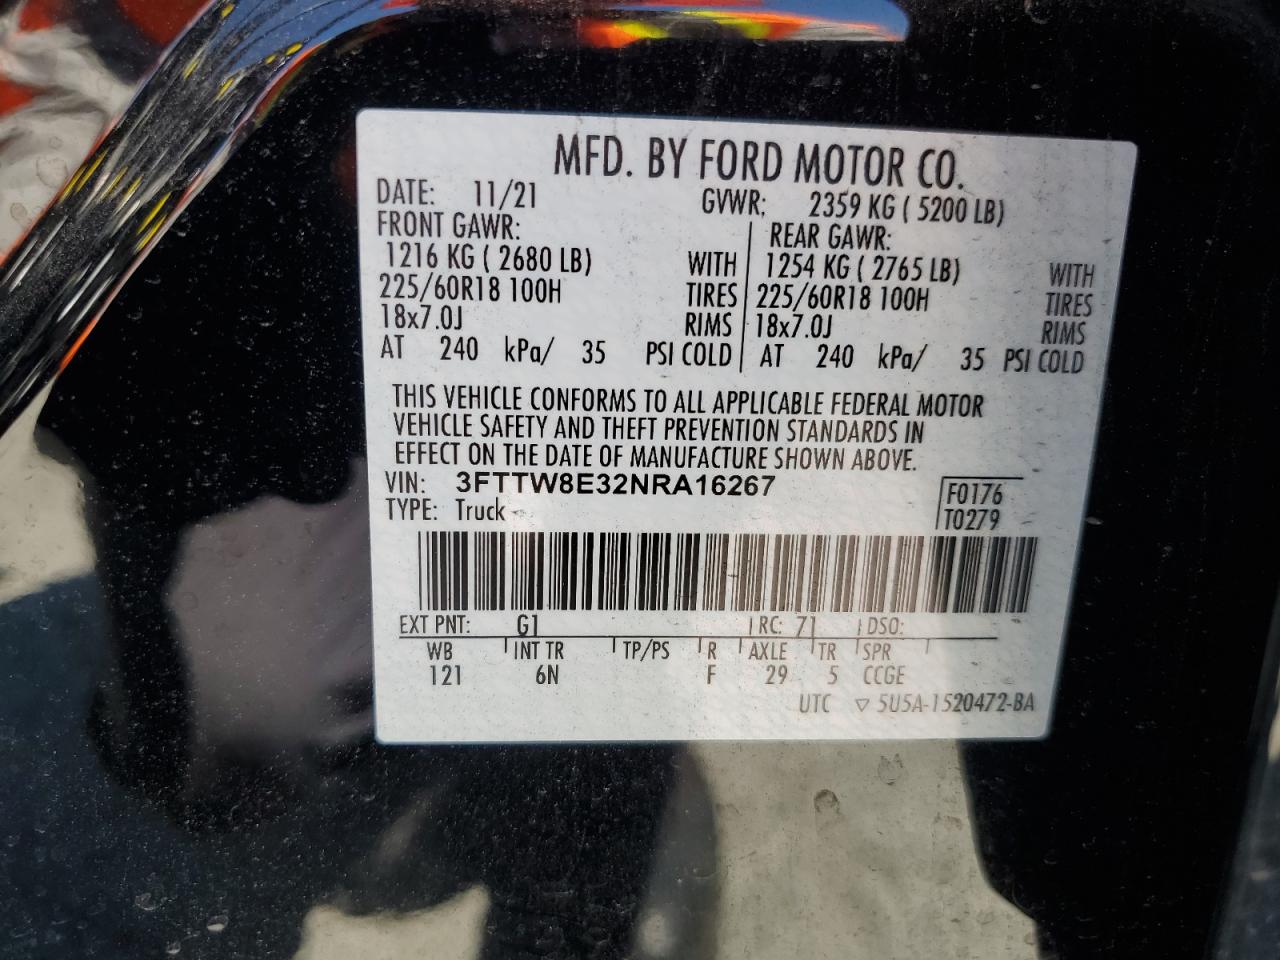 MFD. BY FORD MOTOR CO.
DATE: 11/21 GVWR: 2359 KG ( 5200 LB)
FRONT GAWR: REAR GAWR:
1216 KG ( 2680 LB) WITH 1254 KG ( 2765 LB) WITH
225/60R18 100H TIRES 225/60R18 100H TIRES
18x7.0J RIMS 18x7.0J RIMS
AT 240 kPa/ 35 PSI COLD AT 240 kPa/ 35 PSI COLD
THIS VEHICLE CONFORMS TO ALL APPLICABLE FEDERAL MOTOR
VEHICLE SAFETY AND THEFT PREVENTION STANDARDS IN
EFFECT ON THE DATE OF MANUFACTURE SHOWN ABOVE.
VIN: 3FTTW8E32NRA16267 F0176
TYPE: Truck T0279
EXT PNT: G1 RC: 71 DSO:
WB INT TR TP/PS R AXLE TR SPR
121 6N F 29 5 CCGE
UTC ▽ 5U5A-1520472-BA